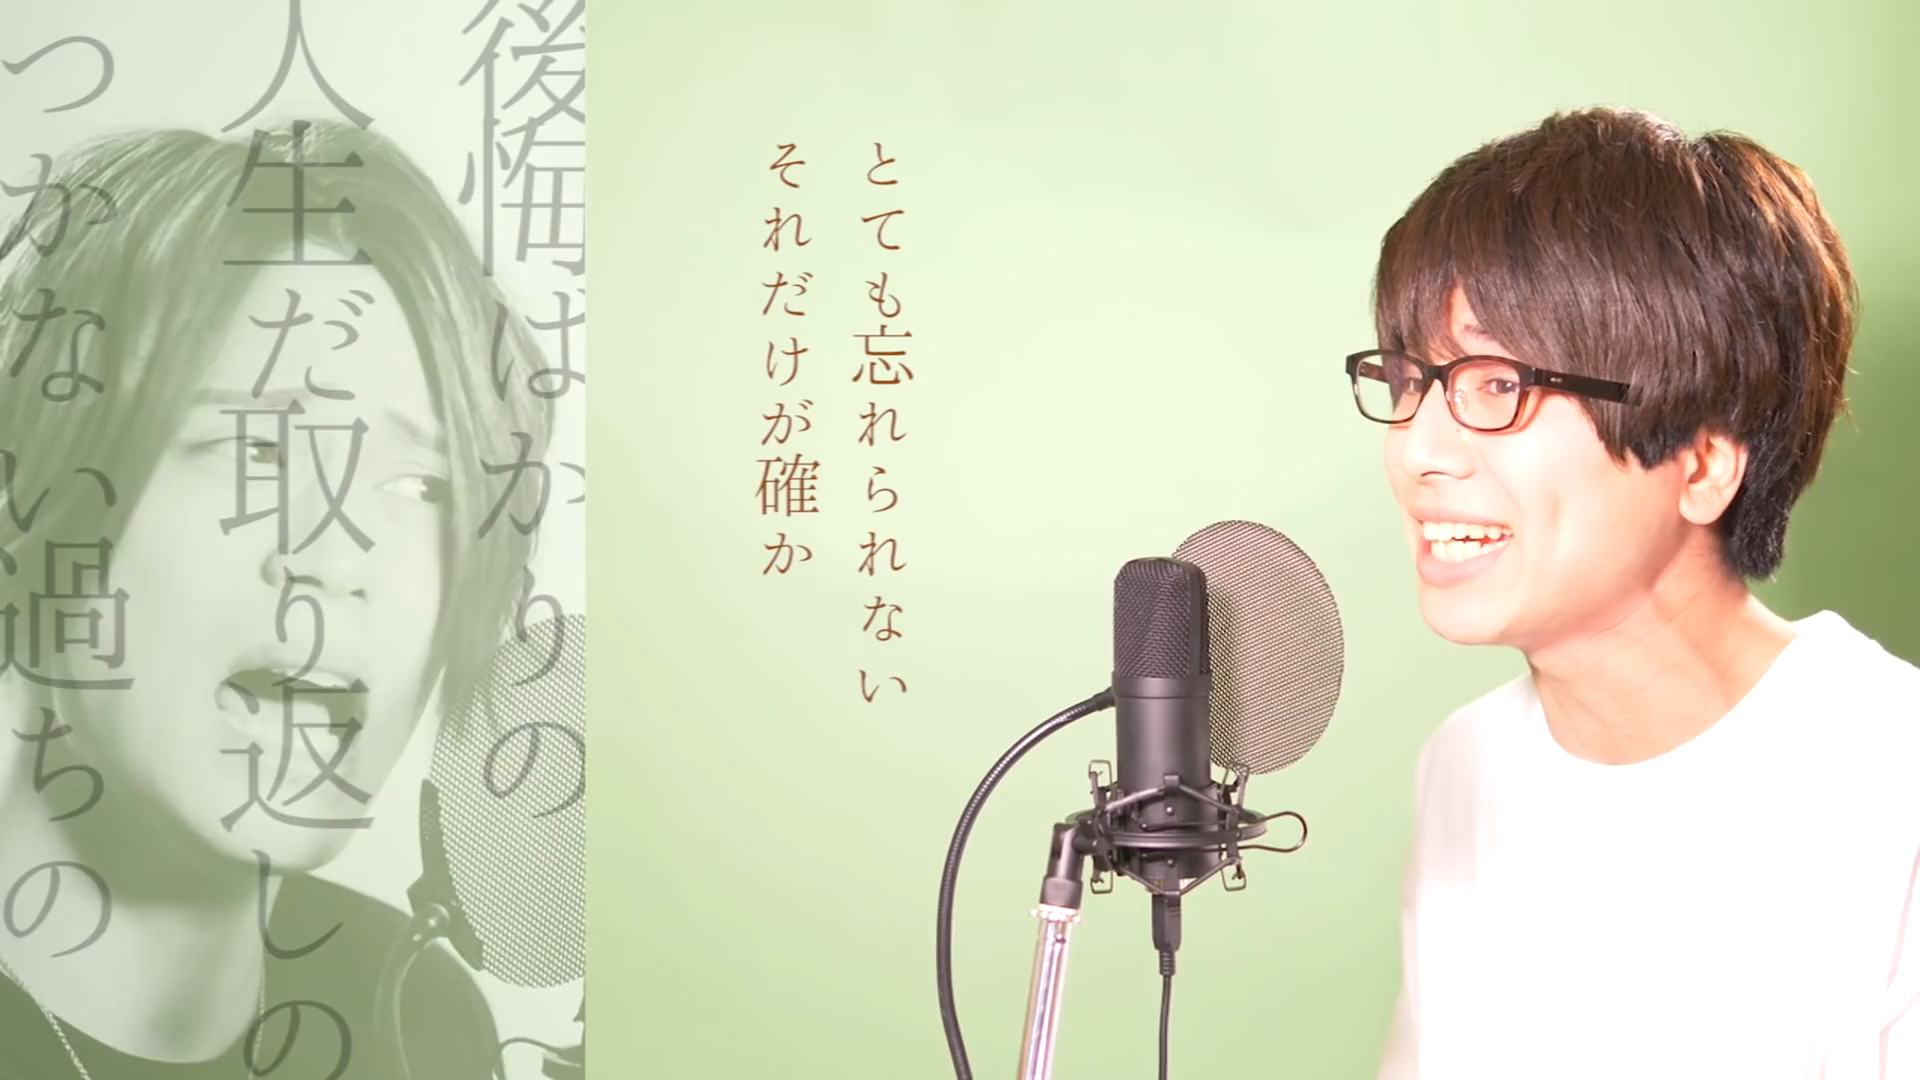 とても忘れられない
それだけが確か
後悔ばかりの
人生だ取り返しの
つかない過ちの